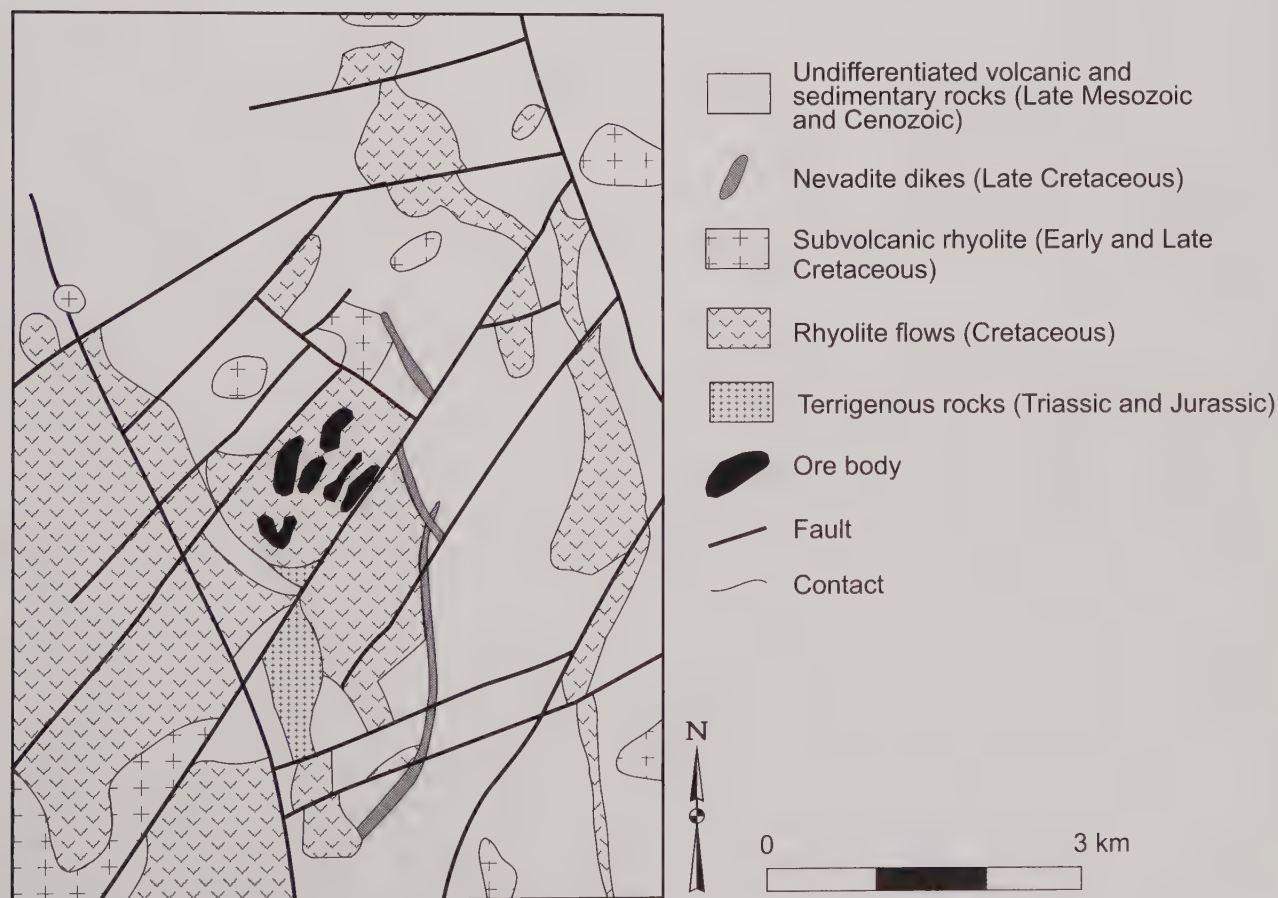 Undifferentiated volcanic and
sedimentary rocks (Late Mesozoic
and Cenozoic)
Nevadite dikes (Late Cretaceous)
Subvolcanic rhyolite (Early and Late
Cretaceous)
Rhyolite flows (Cretaceous)
Terrigenous rocks (Triassic and Jurassic)
Ore body
Fault
Contact
N
0 3 km